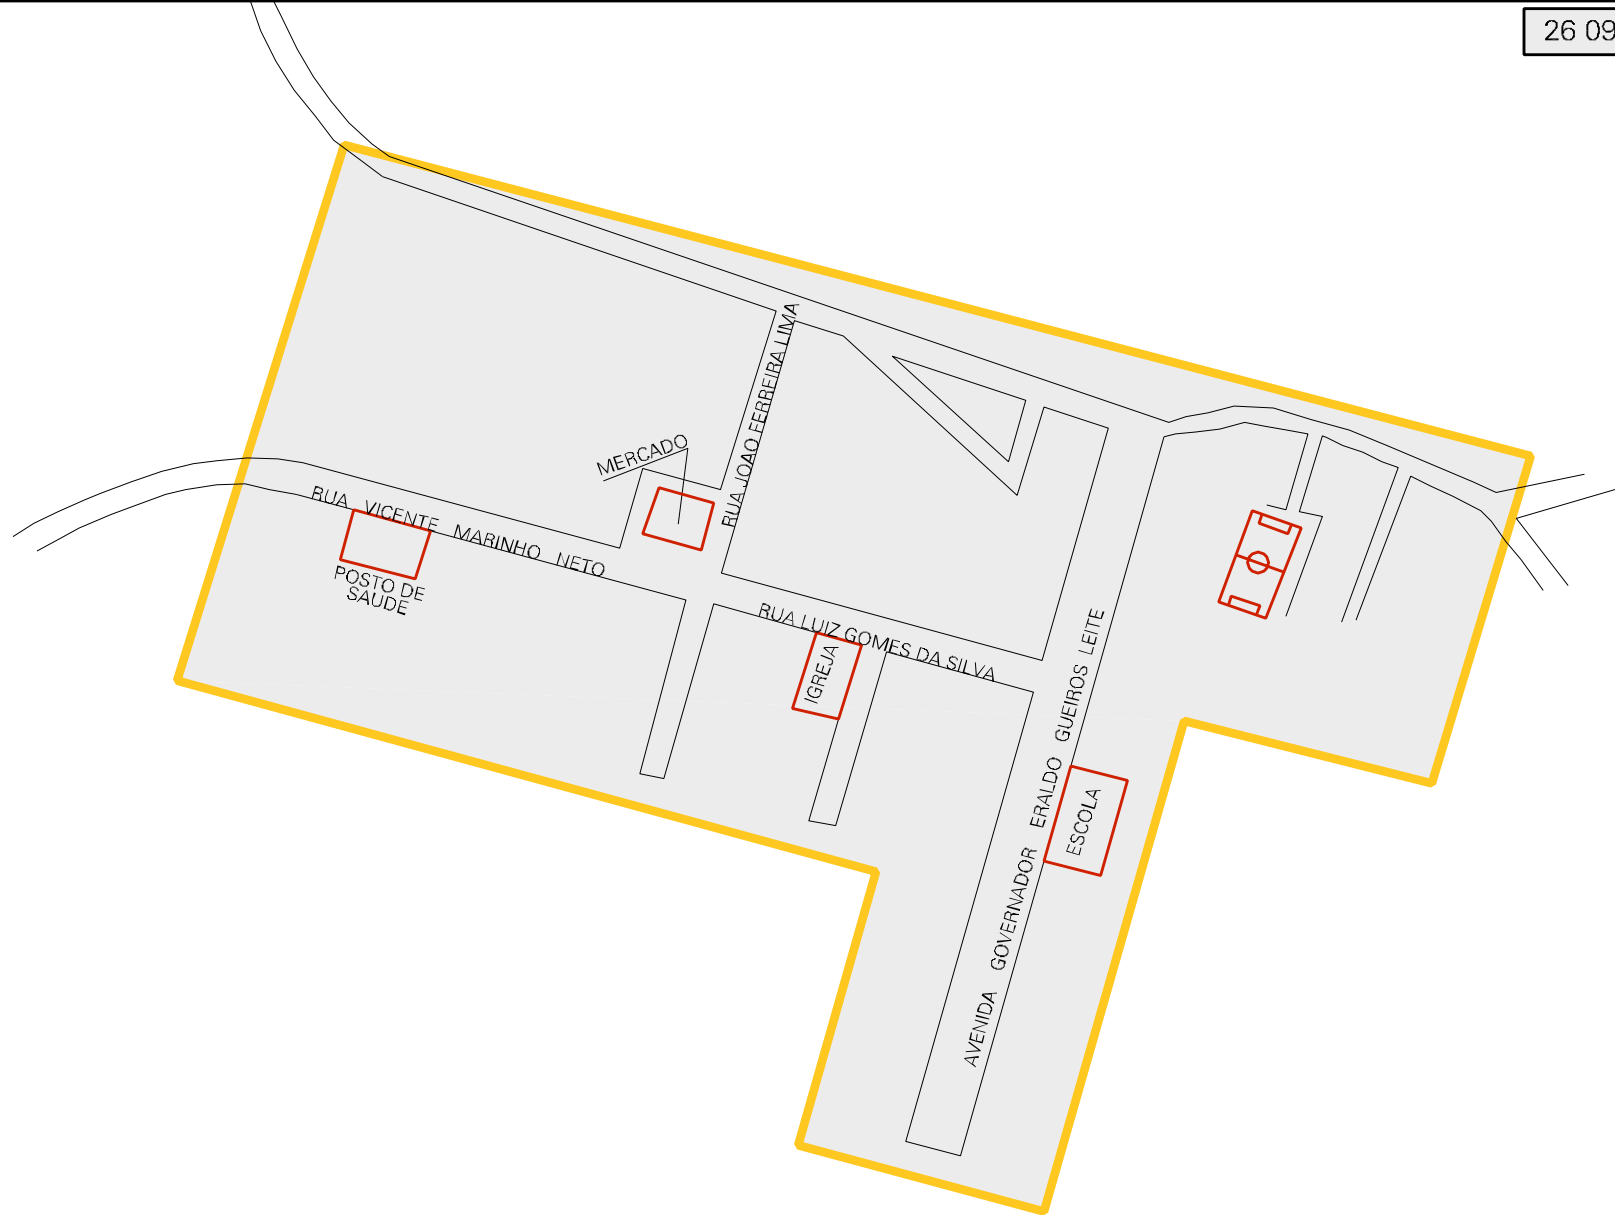 26 09
RUA JOAO FERREIRA LIMA
MERCADO
RUA VICENTE MARINHO NETO
POSTO DE
SAUDE
RUA LUIZ GOMES DA SILVA
IGREJA
AVENIDA GOVERNADOR ERALDO GUEIROS LEITE
ESCOLA